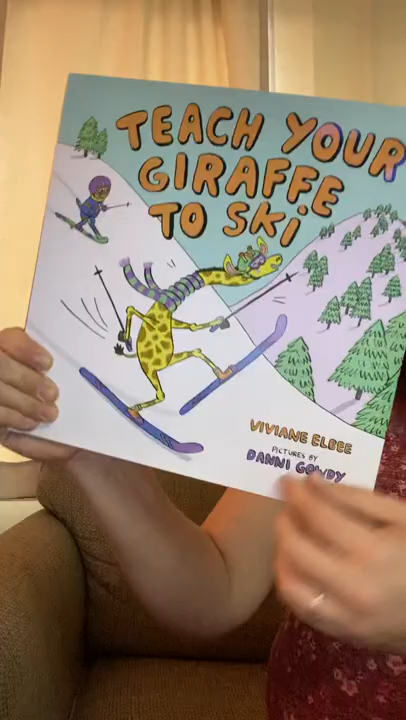 TEACH YOUR
GIRAFFE
TO SKi
VIVIANE ELBEE
PICTURES BY
DANNI GOWDY